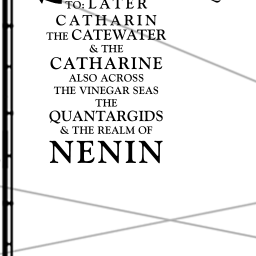 TO: LATER
CATHARIN
THE CATEWATER
& THE
CATHARINE
ALSO ACROSS
THE VINEGAR SEAS
THE
QUANTARGIDS
& THE REALM OF
NENIN